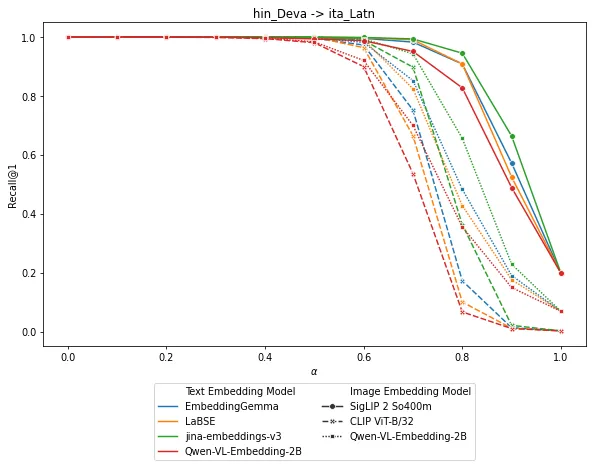 hin_Deva -> ita_Latn
Recall@1
1.0
0.8
0.6
0.4
0.2
0.0
0.0 0.2 0.4 0.6 0.8 1.0
α
Text Embedding Model
EmbeddingGemma
LaBSE
jina-embeddings-v3
Qwen-VL-Embedding-2B
Image Embedding Model
SigLIP 2 So400m
CLIP ViT-B/32
Qwen-VL-Embedding-2B